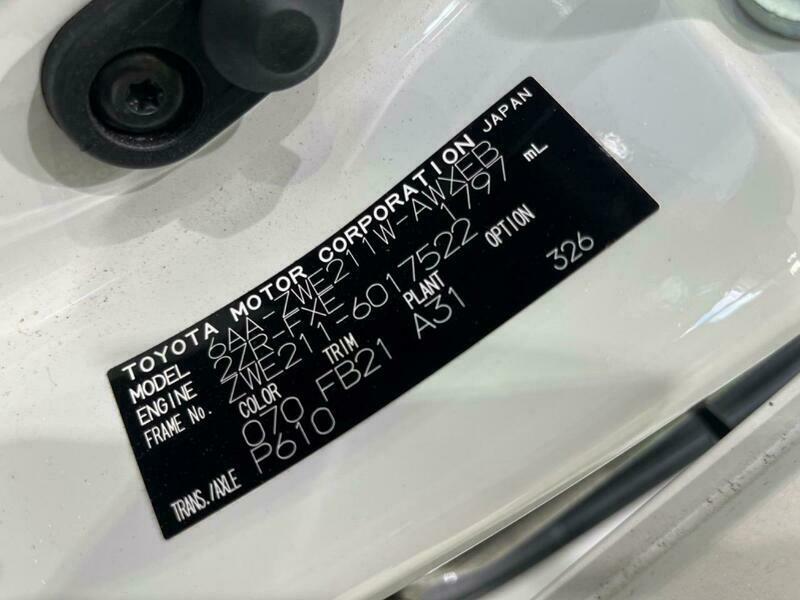 TOYOTA MOTOR CORPORATION JAPAN
MODEL 6AA-ZWE211W-AWXEB
ENGINE 2ZR-FXE 1797 mL
FRAME No. ZWE211-6017522
COLOR TRIM PLANT OPTION
070 FB21 A31 326
TRANS./AXLE P610